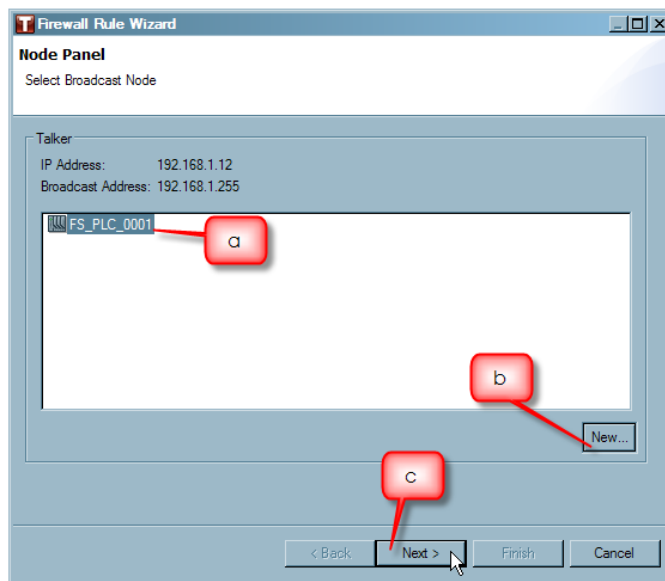 Firewall Rule Wizard
Node Panel
Select Broadcast Node
Talker
IP Address: 192.168.1.12
Broadcast Address: 192.168.1.255
FS_PLC_0001
a
b
New...
c
< Back Next > Finish Cancel